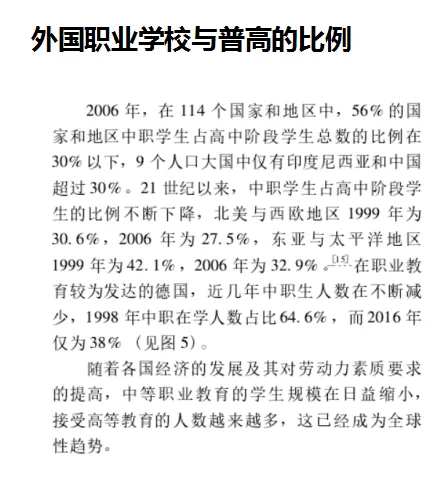 外国职业学校与普高的比例
2006 年，在 114 个国家和地区中，56% 的国
家和地区中职学生占高中阶段学生总数的比例在
30% 以下，9 个人口大国中仅有印度尼西亚和中国
超过 30%。21 世纪以来，中职学生占高中阶段学
生的比例不断下降，北美与西欧地区 1999 年为
30.6%，2006 年为 27.5%，东亚与太平洋地区
1999 年为 42.1%，2006 年为 32.9%。[15] 在职业教
育较为发达的德国，近几年中职生人数在不断减
少，1998 年中职在学人数占比 64.6%，而 2016 年
仅为 38%（见图 5）。
随着各国经济的发展及其对劳动力素质要求
的提高，中等职业教育的学生规模在日益缩小，
接受高等教育的人数越来越多，这已经成为全球
性趋势。